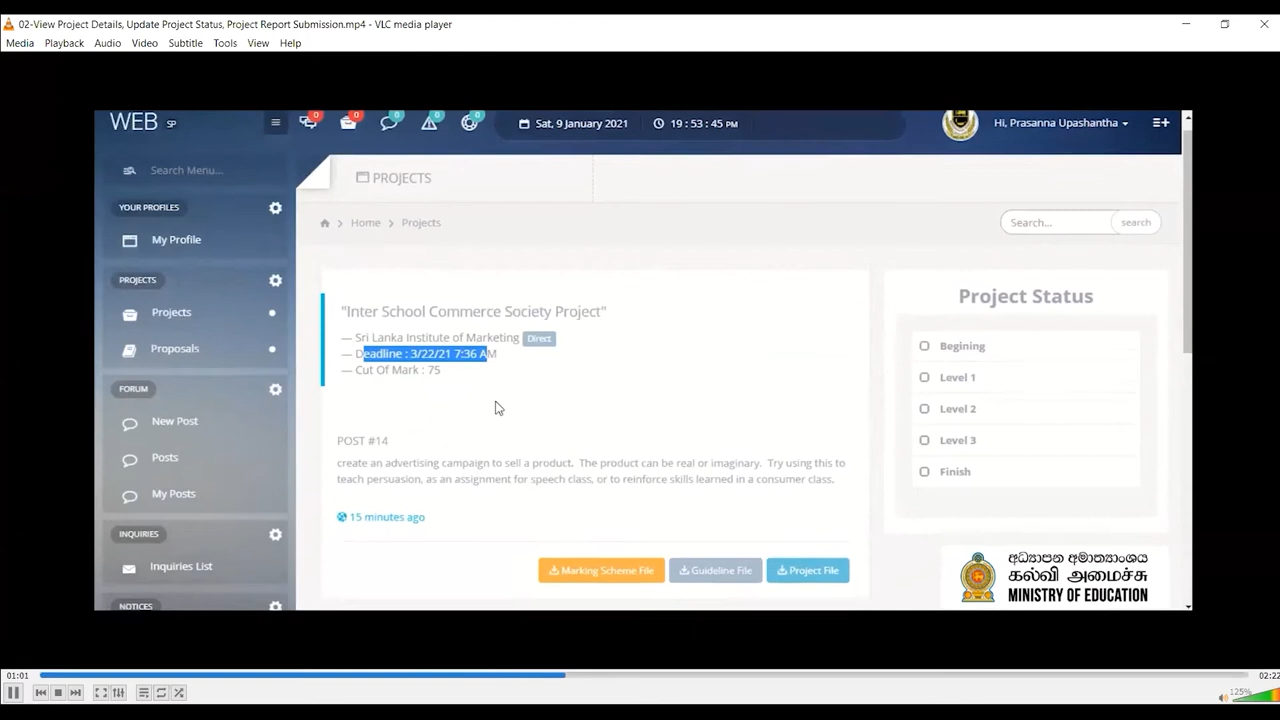 02-View Project Details, Update Project Status, Project Report Submission.mp4 - VLC media player
Media Playback Audio Video Subtitle Tools View Help
WEB SP
0 0 0 0 0
Sat, 9 January 2021 19 : 53 : 45 PM
Hi, Prasanna Upashantha
Search Menu...
YOUR PROFILES
My Profile
PROJECTS
Projects
Proposals
FORUM
New Post
Posts
My Posts
INQUIRIES
Inquiries List
NOTICES
PROJECTS
Home Projects
Search... search
"Inter School Commerce Society Project"
— Sri Lanka Institute of Marketing Direct
— Deadline : 3/22/21 7:36 AM
— Cut Of Mark : 75
POST #14
create an advertising campaign to sell a product. The product can be real or imaginary. Try using this to
teach persuasion, as an assignment for speech class, or to reinforce skills learned in a consumer class.
15 minutes ago
Marking Scheme File Guideline File Project File
Project Status
Begining
Level 1
Level 2
Level 3
Finish
අධ්‍යාපන අමාත්‍යාංශය
கல்வி அமைச்சு
MINISTRY OF EDUCATION
01:01 02:22
125%